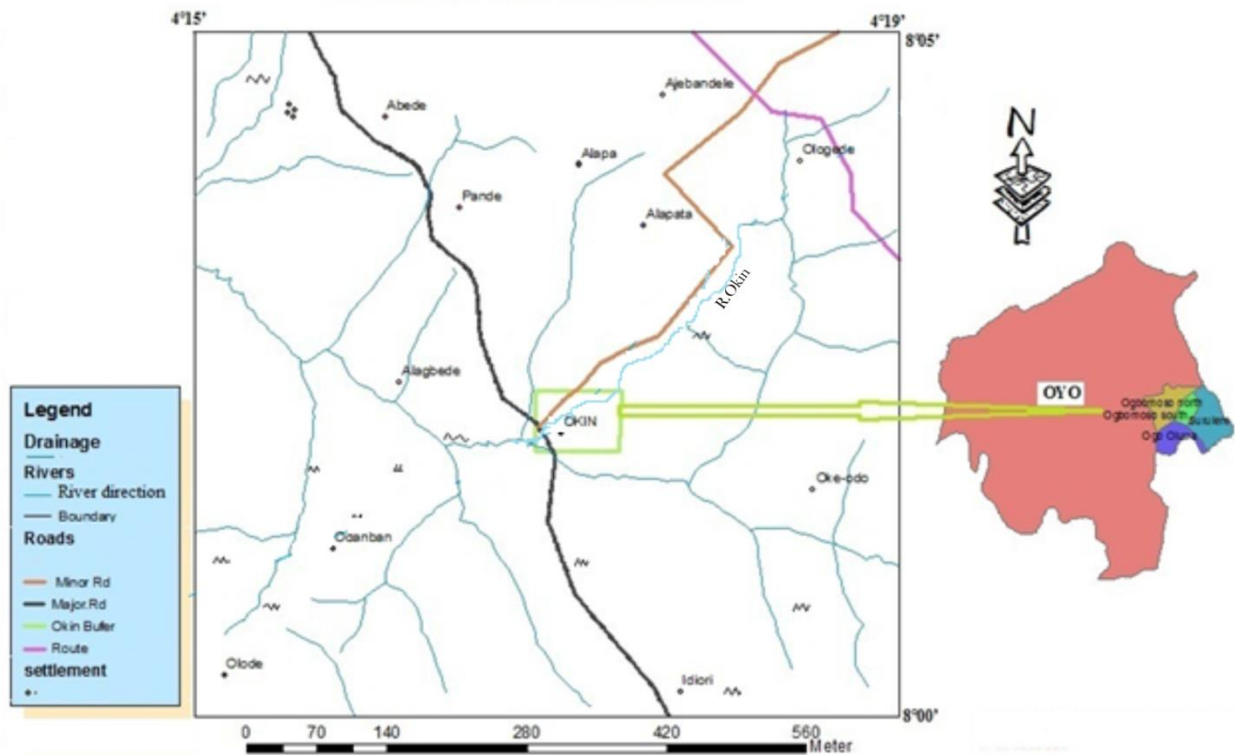 4°15'
4°19'
8°05'
Ajebandele
Abede
N
Alapa
Ologede
Pande
Alapata
R.Okin
Alagbede
OYO
Ogbomoso north
Ogbomoso south
Surulere
Ogo Oluwa
OKIN
Legend
Drainage
Rivers
River direction
Boundary
Roads
Minor Rd
Major.Rd
Okin Bufer
Route
settlement
Oke-odo
Olode
Idiori
8°00'
0 70 140 280 420 560
Meter